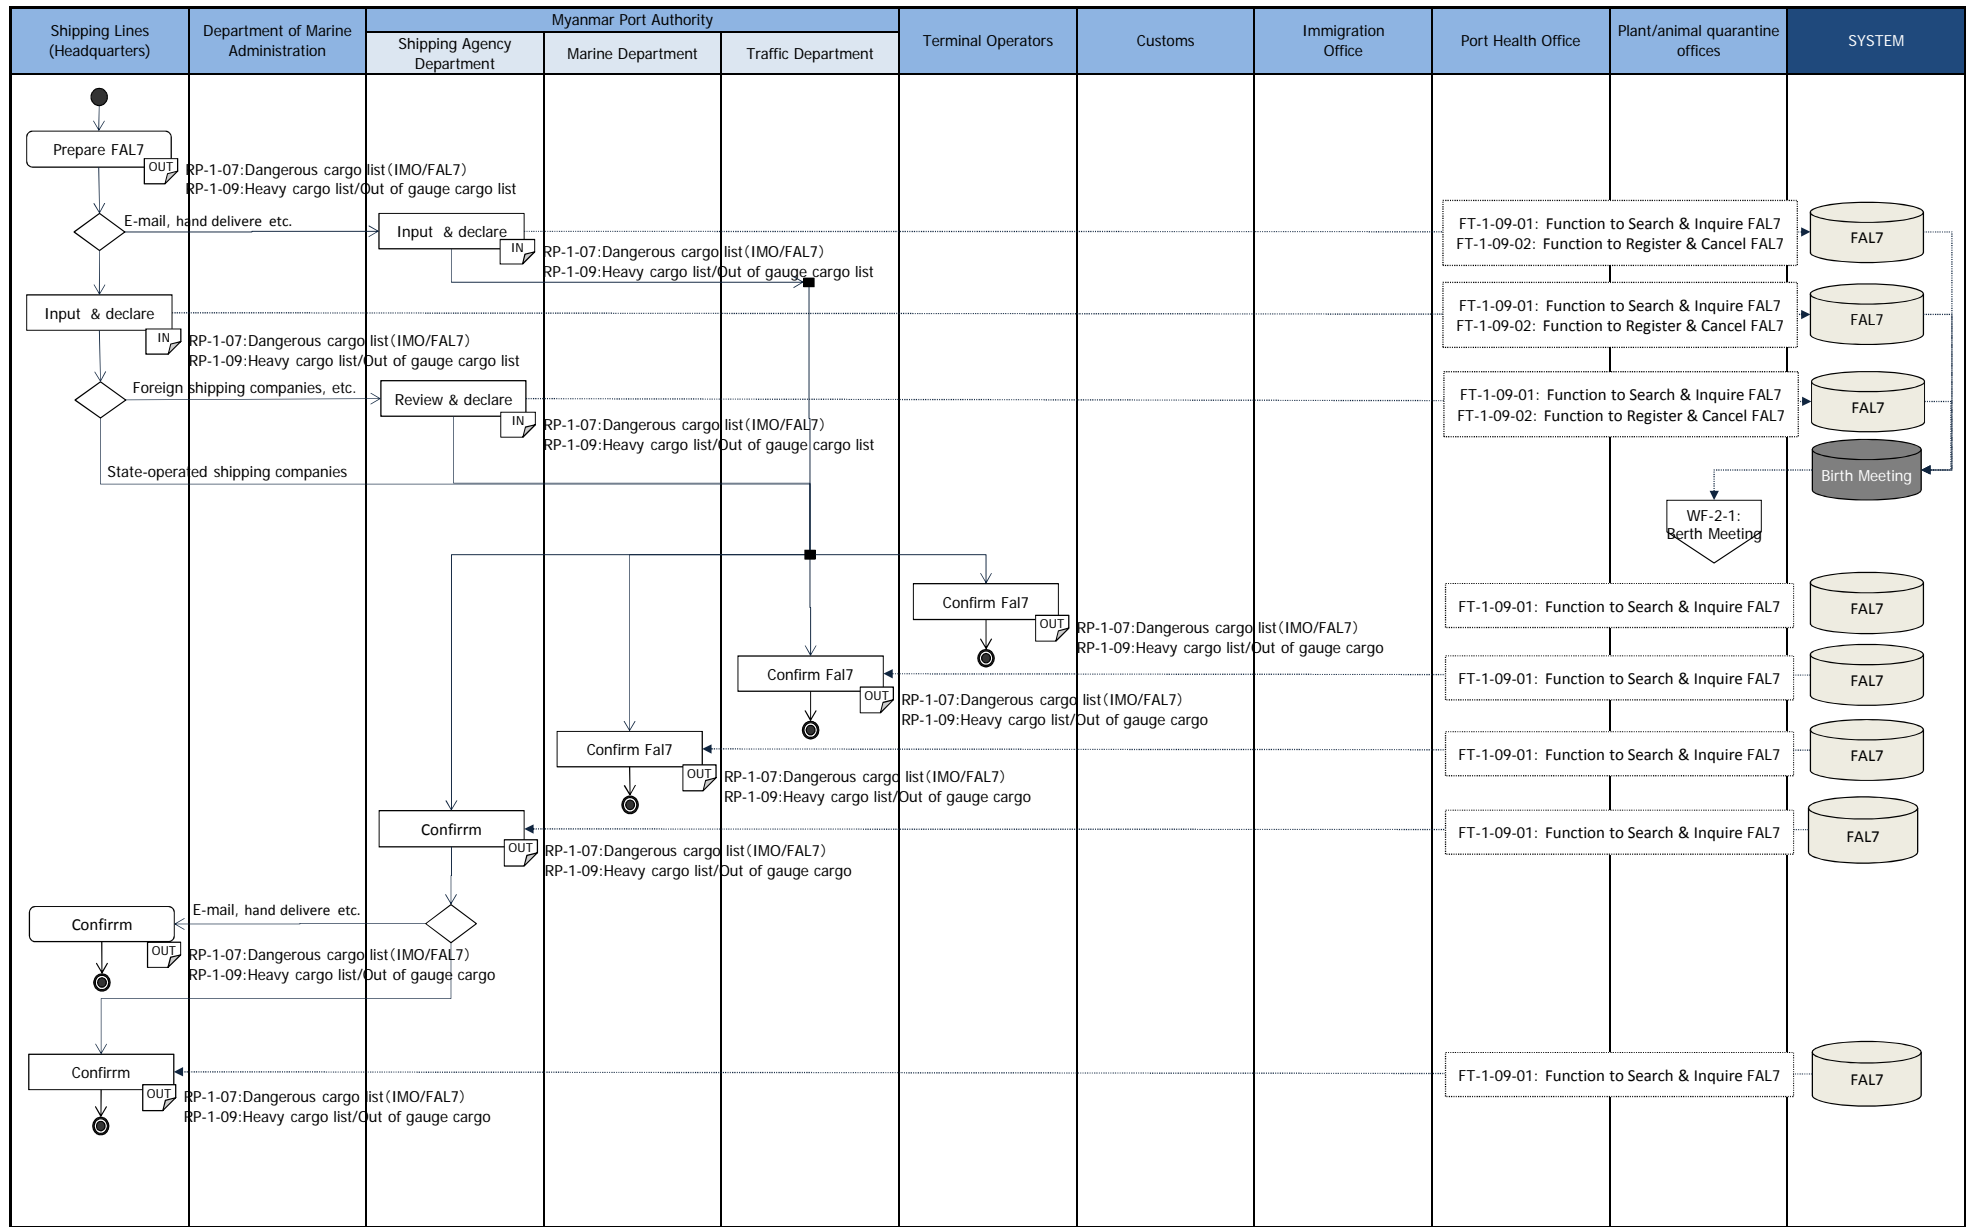 Shipping Lines
(Headquarters)
Department of Marine
Administration
Myanmar Port Authority
Shipping Agency
Department
Marine Department
Traffic Department
Terminal Operators
Customs
Immigration
Office
Port Health Office
Plant/animal quarantine
offices
SYSTEM
Prepare FAL7
OUT
RP-1-07:Dangerous cargo list(IMO/FAL7)
RP-1-09:Heavy cargo list/Out of gauge cargo list
E-mail, hand delivere etc.
Input & declare
IN
RP-1-07:Dangerous cargo list(IMO/FAL7)
RP-1-09:Heavy cargo list/Out of gauge cargo list
FT-1-09-01: Function to Search & Inquire FAL7
FT-1-09-02: Function to Register & Cancel FAL7
FAL7
Input & declare
IN
RP-1-07:Dangerous cargo list(IMO/FAL7)
RP-1-09:Heavy cargo list/Out of gauge cargo list
FT-1-09-01: Function to Search & Inquire FAL7
FT-1-09-02: Function to Register & Cancel FAL7
FAL7
Foreign shipping companies, etc.
Review & declare
IN
RP-1-07:Dangerous cargo list(IMO/FAL7)
RP-1-09:Heavy cargo list/Out of gauge cargo list
FT-1-09-01: Function to Search & Inquire FAL7
FT-1-09-02: Function to Register & Cancel FAL7
FAL7
State-operated shipping companies
Birth Meeting
WF-2-1:
Berth Meeting
Confirm Fal7
OUT
RP-1-07:Dangerous cargo list(IMO/FAL7)
RP-1-09:Heavy cargo list/Out of gauge cargo
FT-1-09-01: Function to Search & Inquire FAL7
FAL7
Confirm Fal7
OUT
RP-1-07:Dangerous cargo list(IMO/FAL7)
RP-1-09:Heavy cargo list/Out of gauge cargo
FT-1-09-01: Function to Search & Inquire FAL7
FAL7
Confirm Fal7
OUT
RP-1-07:Dangerous cargo list(IMO/FAL7)
RP-1-09:Heavy cargo list/Out of gauge cargo
FT-1-09-01: Function to Search & Inquire FAL7
FAL7
Confirrm
OUT
RP-1-07:Dangerous cargo list(IMO/FAL7)
RP-1-09:Heavy cargo list/Out of gauge cargo
FT-1-09-01: Function to Search & Inquire FAL7
FAL7
E-mail, hand delivere etc.
Confirrm
OUT
RP-1-07:Dangerous cargo list(IMO/FAL7)
RP-1-09:Heavy cargo list/Out of gauge cargo
Confirrm
OUT
RP-1-07:Dangerous cargo list(IMO/FAL7)
RP-1-09:Heavy cargo list/Out of gauge cargo
FT-1-09-01: Function to Search & Inquire FAL7
FAL7